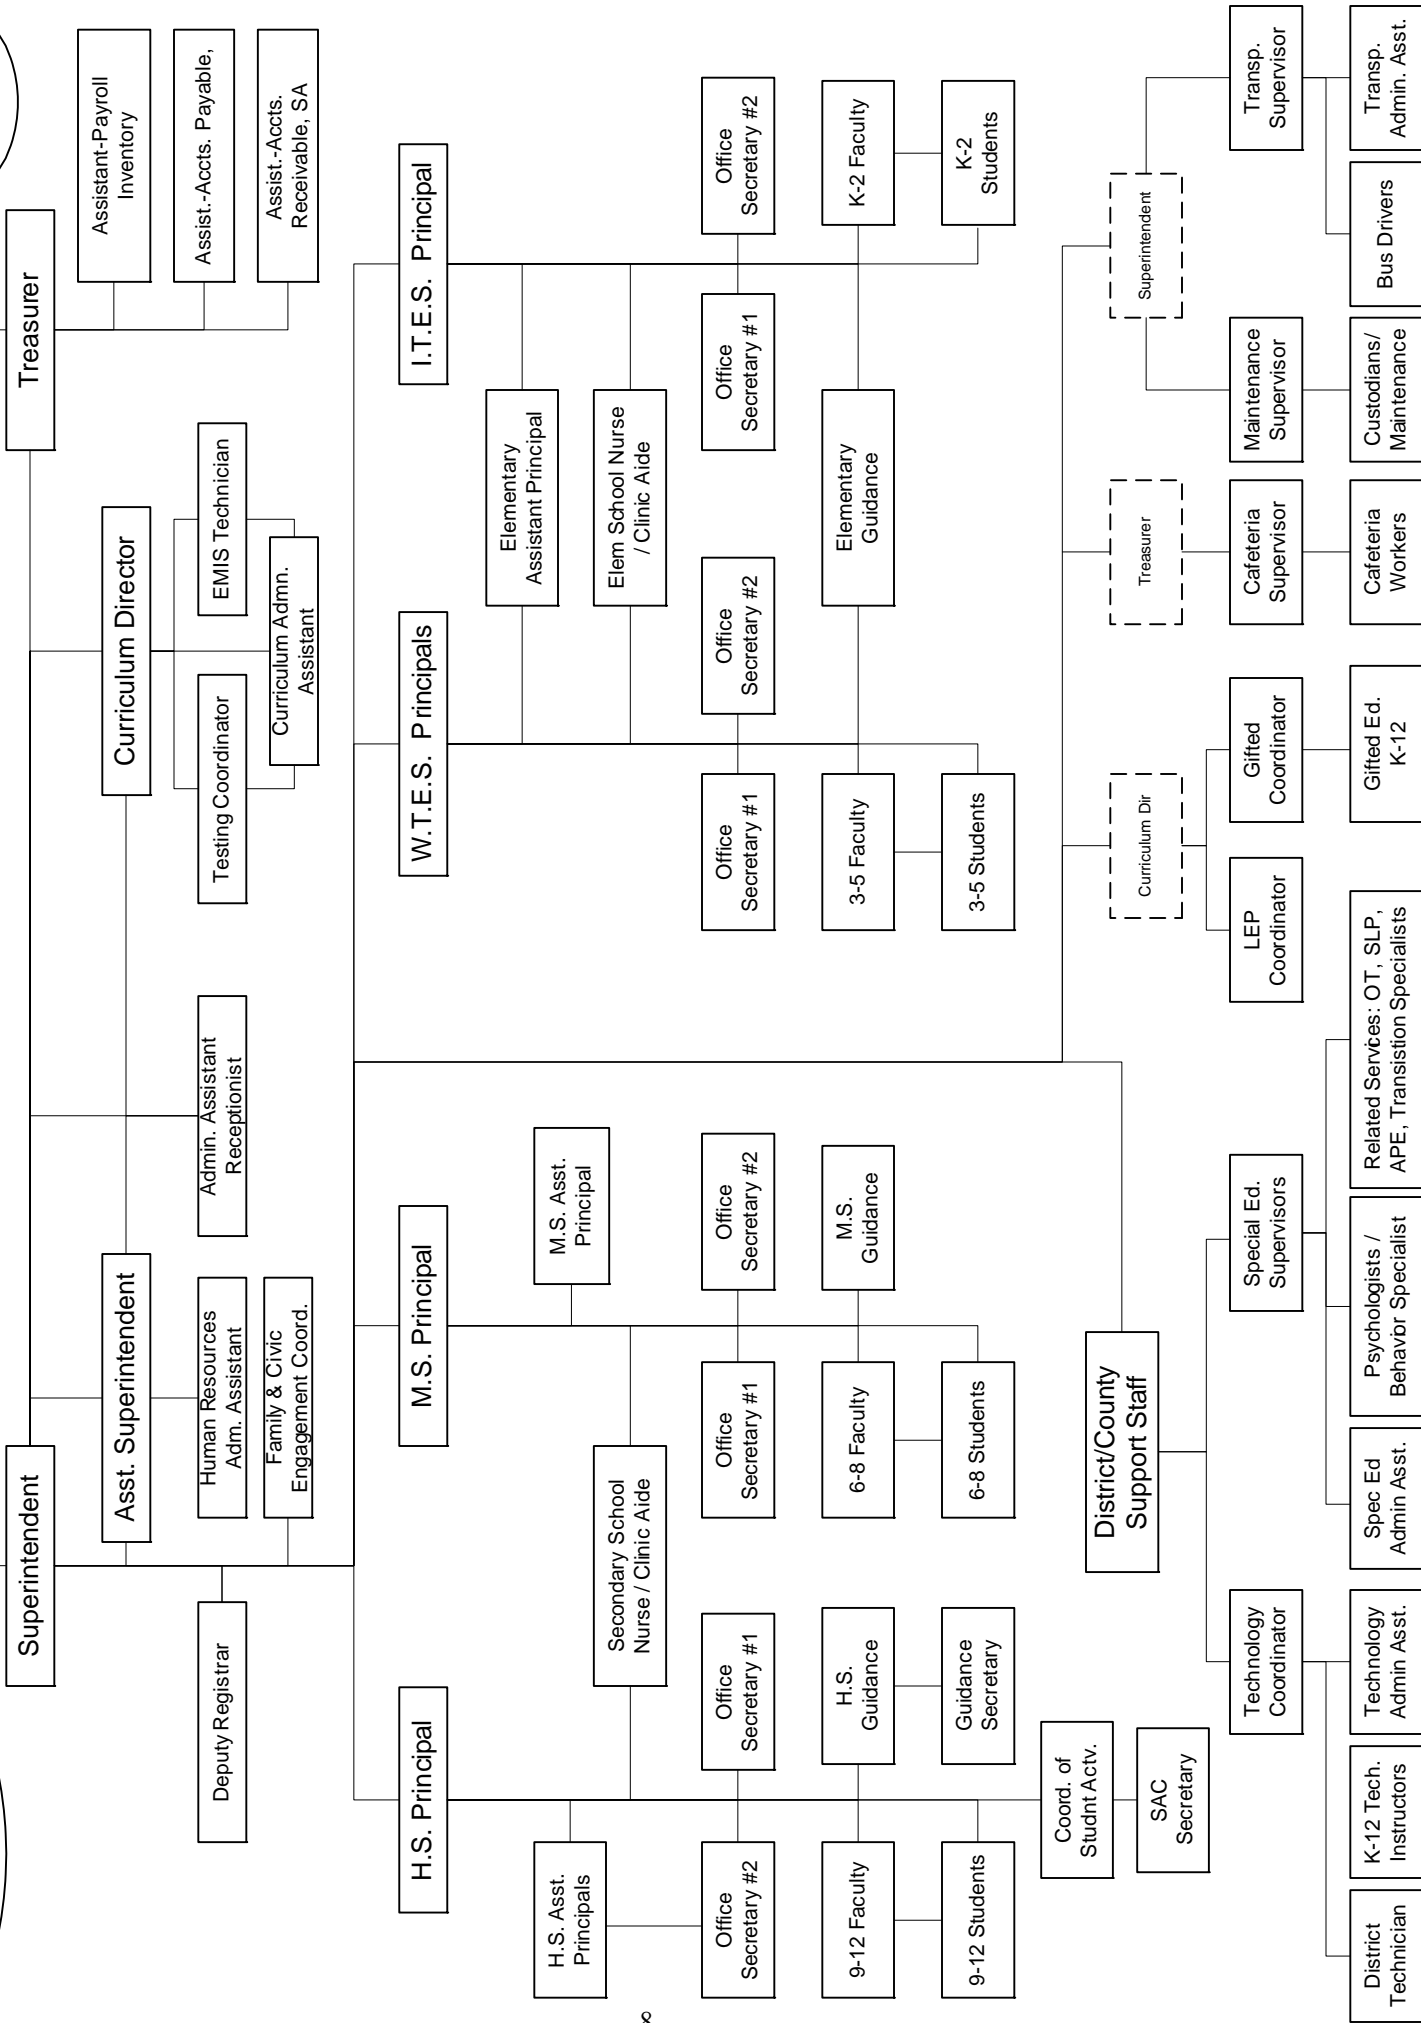 Superintendent
Treasurer
Asst. Superintendent
Curriculum Director
Assistant-Payroll
Inventory
Assist.-Accts. Payable,
Assist.-Accts.
Receivable, SA
Deputy Registrar
Human Resources
Adm. Assistant
Family & Civic
Engagement Coord.
Admin. Assistant
Receptionist
Testing Coordinator
EMIS Technician
Curriculum Admn.
Assistant
H.S. Principal
M.S. Principal
W.T.E.S. Principals
I.T.E.S. Principal
H.S. Asst.
Principals
M.S. Asst.
Principal
Elementary
Assistant Principal
Secondary School
Nurse / Clinic Aide
Elem School Nurse
/ Clinic Aide
Office
Secretary #2
Office
Secretary #1
Office
Secretary #1
Office
Secretary #2
Office
Secretary #1
Office
Secretary #2
Office
Secretary #1
Office
Secretary #2
9-12 Faculty
H.S.
Guidance
6-8 Faculty
M.S.
Guidance
3-5 Faculty
Elementary
Guidance
K-2 Faculty
9-12 Students
Guidance
Secretary
6-8 Students
3-5 Students
K-2
Students
Coord. of
Studnt Actv.
SAC
Secretary
District/County
Support Staff
Curriculum Dir
Treasurer
Superintendent
Technology
Coordinator
Special Ed.
Supervisors
LEP
Coordinator
Gifted
Coordinator
Cafeteria
Supervisor
Maintenance
Supervisor
Transp.
Supervisor
District
Technician
K-12 Tech.
Instructors
Technology
Admin Asst.
Spec Ed
Admin Asst.
Psychologists /
Behavior Specialist
Related Services: OT, SLP,
APE, Transistion Specialists
Gifted Ed.
K-12
Cafeteria
Workers
Custodians/
Maintenance
Bus Drivers
Transp.
Admin. Asst.
8